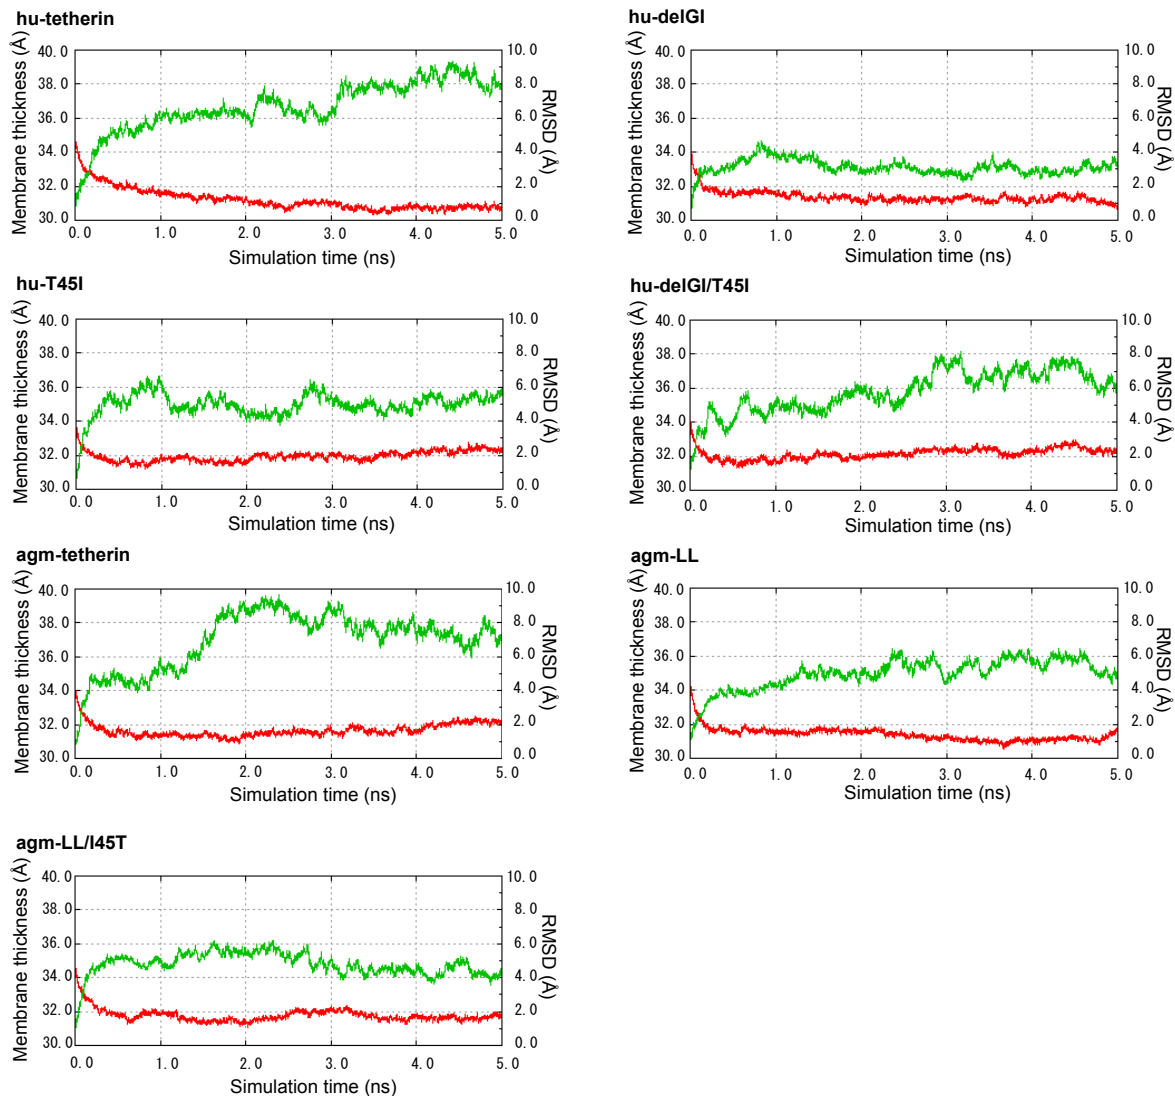 hu-tetherin
Membrane thickness (Å)
40. 0
38. 0
36. 0
34. 0
32. 0
30. 0
10. 0
8. 0
6. 0
4. 0
2. 0
0. 0
RMSD (Å)
0. 0 1. 0 2. 0 3. 0 4. 0 5. 0
Simulation time (ns)
hu-delGI
Membrane thickness (Å)
40. 0
38. 0
36. 0
34. 0
32. 0
30. 0
10. 0
8. 0
6. 0
4. 0
2. 0
0. 0
RMSD (Å)
0. 0 1. 0 2. 0 3. 0 4. 0 5. 0
Simulation time (ns)
hu-T45I
Membrane thickness (Å)
40. 0
38. 0
36. 0
34. 0
32. 0
30. 0
10. 0
8. 0
6. 0
4. 0
2. 0
0. 0
RMSD (Å)
0. 0 1. 0 2. 0 3. 0 4. 0 5. 0
Simulation time (ns)
hu-delGI/T45I
Membrane thickness (Å)
40. 0
38. 0
36. 0
34. 0
32. 0
30. 0
10. 0
8. 0
6. 0
4. 0
2. 0
0. 0
RMSD (Å)
0. 0 1. 0 2. 0 3. 0 4. 0 5. 0
Simulation time (ns)
agm-tetherin
Membrane thickness (Å)
40. 0
38. 0
36. 0
34. 0
32. 0
30. 0
10. 0
8. 0
6. 0
4. 0
2. 0
0. 0
RMSD (Å)
0. 0 1. 0 2. 0 3. 0 4. 0 5. 0
Simulation time (ns)
agm-LL
Membrane thickness (Å)
40. 0
38. 0
36. 0
34. 0
32. 0
30. 0
10. 0
8. 0
6. 0
4. 0
2. 0
0. 0
RMSD (Å)
0. 0 1. 0 2. 0 3. 0 4. 0 5. 0
Simulation time (ns)
agm-LL/I45T
Membrane thickness (Å)
40. 0
38. 0
36. 0
34. 0
32. 0
30. 0
10. 0
8. 0
6. 0
4. 0
2. 0
0. 0
RMSD (Å)
0. 0 1. 0 2. 0 3. 0 4. 0 5. 0
Simulation time (ns)